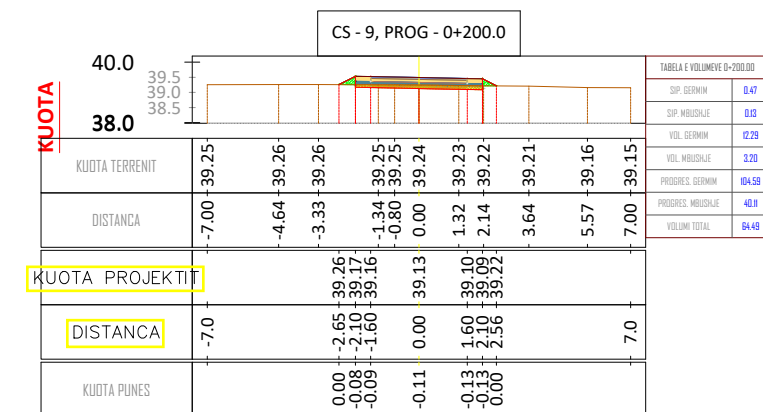 CS - 9, PROG - 0+200.0
40.0
39.5
39.0
38.5
38.0
KUOTA
TABELA E VOLUMEVE 0+200.00
SIP. GERMIM 0.47
SIP. MBUSHJE 0.13
VOL. GERMIM 12.29
VOL. MBUSHJE 3.20
PROGRES. GERMIM 104.59
PROGRES. MBUSHJE 40.11
VOLUMI TOTAL 64.49
KUOTA TERRENIT 39.25 39.26 39.26 39.25 39.25 39.24 39.23 39.22 39.21 39.16 39.15
DISTANCA -7.00 -4.64 -3.33 -1.34 -0.80 0.00 1.32 2.14 3.64 5.57 7.00
KUOTA PROJEKTIT 39.26 39.17 39.16 39.13 39.10 39.09 39.22
DISTANCA -7.0 -2.65 -2.10 -1.60 0.00 1.60 2.10 2.56 7.0
KUOTA PUNES 0.00 -0.08 -0.09 -0.11 -0.13 -0.13 0.00